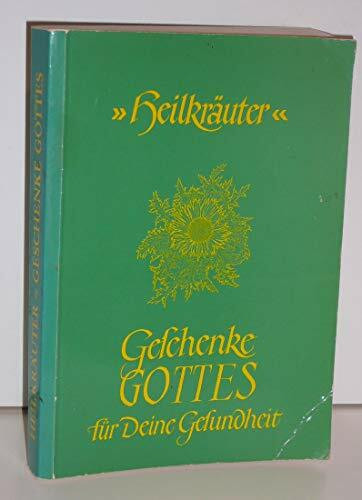 »Heilkräuter«
Geschenke
GOTTES
für Deine Gesundheit
HEILKRÄUTER - GESCHENKE GOTTES